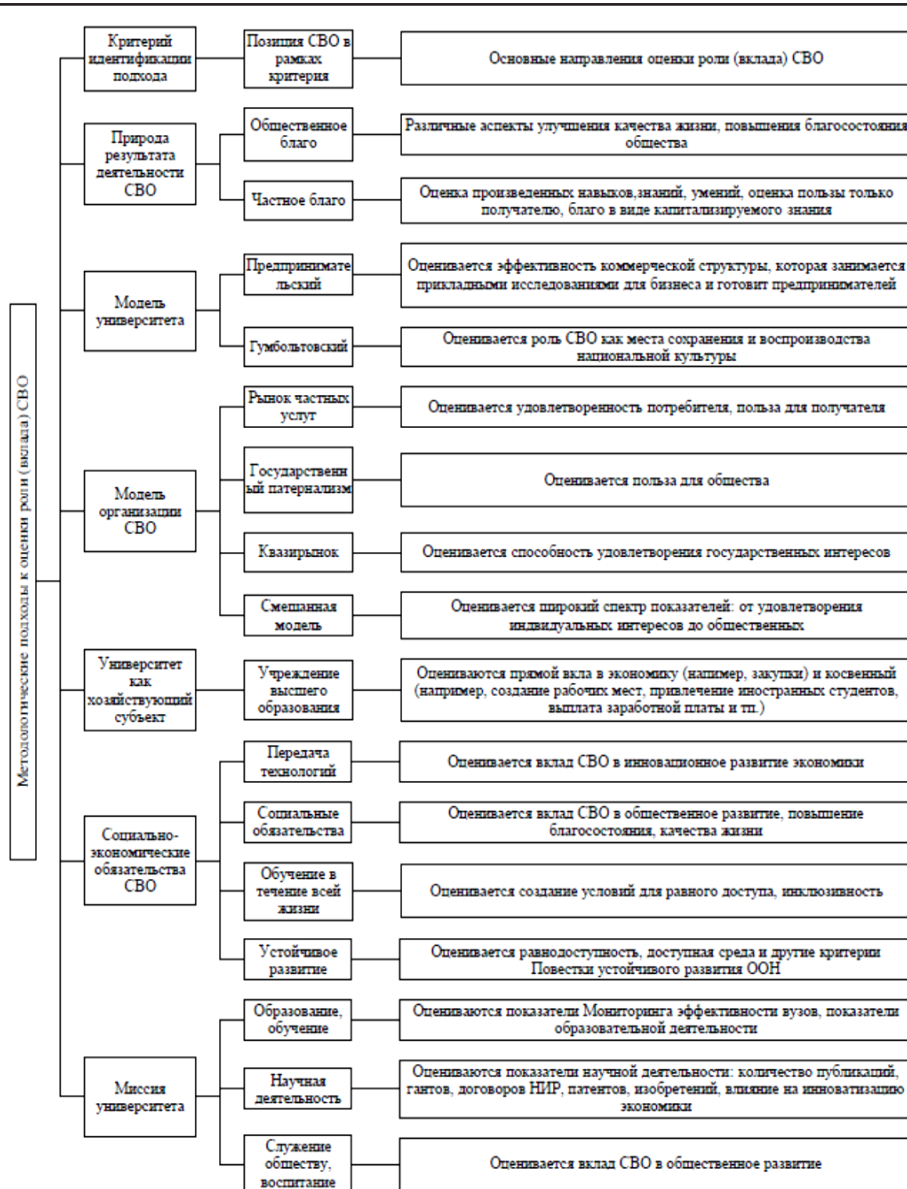 Методологические подходы к оценки роли (вклада) СВО
Критерий
идентификации
подхода
Позиция СВО в
рамках
критерия
Основные направления оценки роли (вклада) СВО
Природа
результата
деятельности
СВО
Общественное
благо
Различные аспекты улучшения качества жизни, повышения благосостояния
общества
Частное благо
Оценка произведенных навыков,знаний, умений, оценка пользы только
получателю, благо в виде капитализируемого знания
Модель
университета
Предпринимате
льский
Оценивается эффективность коммерческой структуры, которая занимается
прикладными исследованиями для бизнеса и готовит предпринимателей
Гумбольтовский
Оценивается роль СВО как места сохранения и воспроизводства
национальной культуры
Модель
организации
СВО
Рынок частных
услуг
Оценивается удовлетворенность потребителя, польза для получателя
Государственн
ый патернализм
Оценивается польза для общества
Квазирынок
Оценивается способность удовлетворения государственных интересов
Смешанная
модель
Оценивается широкий спектр показателей: от удовлетворения
индвидуальных интересов до общественных
Университет
как
хозяйствующий
субъект
Учреждение
высшего
образования
Оцениваются прямой вкла в экономику (напимер, закупки) и косвенный
(например, создание рабочих мест, привлечение иностранных студентов,
выплата заработной платы и тп.)
Социально-
экономические
обязательства
СВО
Передача
технологий
Оценивается вклад СВО в инновационное развитие экономики
Социальные
обязательства
Оценивается вклад СВО в общественное развитие, повышение
благосостояния, качества жизни
Обучение в
течение всей
жизни
Оценивается создание условий для равного доступа, инклюзивность
Устойчивое
развитие
Оценивается равнодоступность, доступная среда и другие критерии
Повестки устойчивого развития ООН
Миссия
университета
Образование,
обучение
Оцениваются показатели Мониторинга эффективности вузов, показатели
образовательной деятельности
Научная
деятельность
Оцениваются показатели научной деятельности: количество публикаций,
гантов, договоров НИР, патентов, изобретений, влияние на инноватизацию
экономики
Служение
обществу,
воспитание
Оценивается вклад СВО в общественное развитие